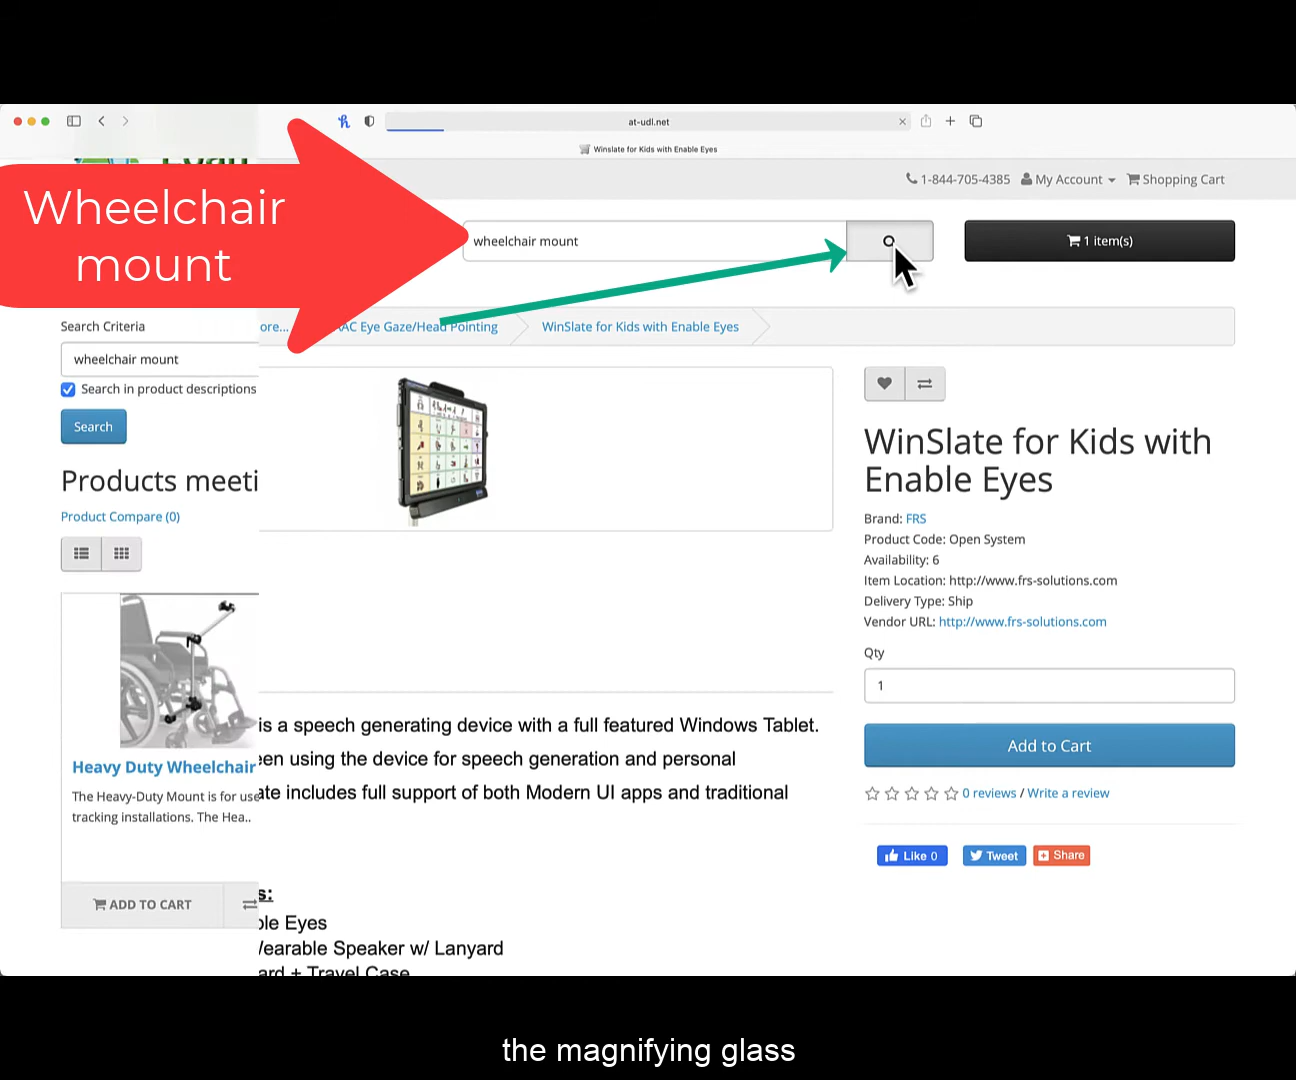 at-udl.net
Winslate for Kids with Enable Eyes
1-844-705-4385 My Account Shopping Cart
Wheelchair
mount
wheelchair mount
1 item(s)
Search Criteria
ore...
AC Eye Gaze/Head Pointing
WinSlate for Kids with Enable Eyes
wheelchair mount
Search in product descriptions
Search
Products meeti
Product Compare (0)
WinSlate for Kids with
Enable Eyes
Brand: FRS
Product Code: Open System
Availability: 6
Item Location: http://www.frs-solutions.com
Delivery Type: Ship
Vendor URL: http://www.frs-solutions.com
Qty
1
Add to Cart
0 reviews / Write a review
Like 0
Tweet
Share
Heavy Duty Wheelchair
The Heavy-Duty Mount is for use
tracking installations. The Hea..
ADD TO CART
is a speech generating device with a full featured Windows Tablet.
en using the device for speech generation and personal
ate includes full support of both Modern UI apps and traditional
s:
ble Eyes
earable Speaker w/ Lanyard
ard + Travel Case
the magnifying glass